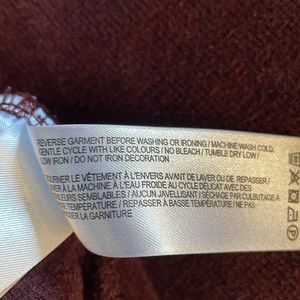 REVERSE GARMENT BEFORE WASHING OR IRONING / MACHINE WASH COLD,
GENTLE CYCLE WITH LIKE COLOURS / NO BLEACH / TUMBLE DRY LOW /
LOW IRON / DO NOT IRON DECORATION
TOURNER LE VÊTEMENT À L'ENVERS AVANT DE LAVER OU DE REPASSER /
LAVER À LA MACHINE À L'EAU FROIDE AU CYCLE DÉLICAT AVEC DES
COULEURS SEMBLABLES / AUCUN JAVELLISANT / SÉCHAGE PAR CULBUTAGE À
BASSE TEMPÉRATURE / REPASSER À BASSE TEMPÉRATURE / NE PAS
REPASSER LA GARNITURE